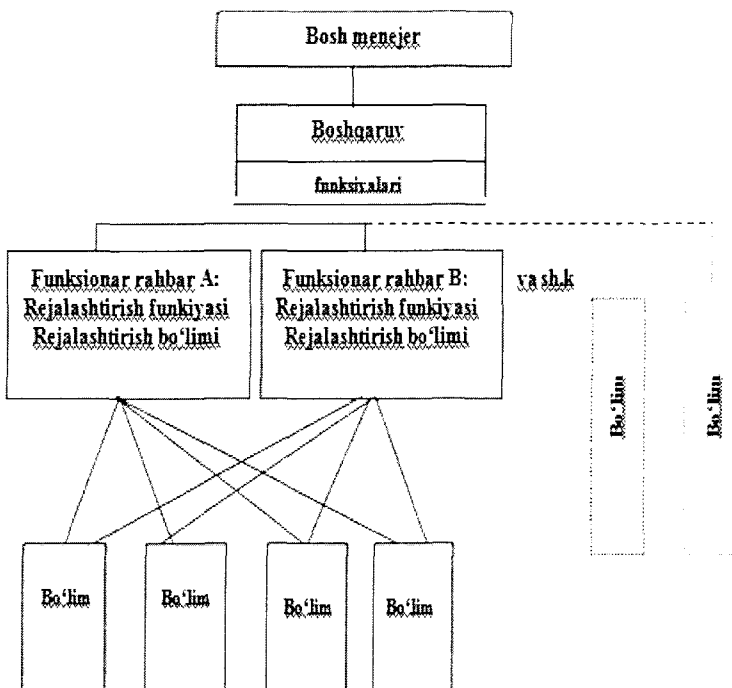 Bosh menejer
Boshqaruv
funksiyalari
Funksionar rahbar A:
Rejalashtirish funkiyasi
Rejalashtirish bo‘limi
Funksionar rahbar B:
Rejalashtirish funkiyasi
Rejalashtirish bo‘limi
va sh.k
Bo‘lim
Bo‘lim
Bo‘lim
Bo‘lim
Bo‘lim
Bo‘lim